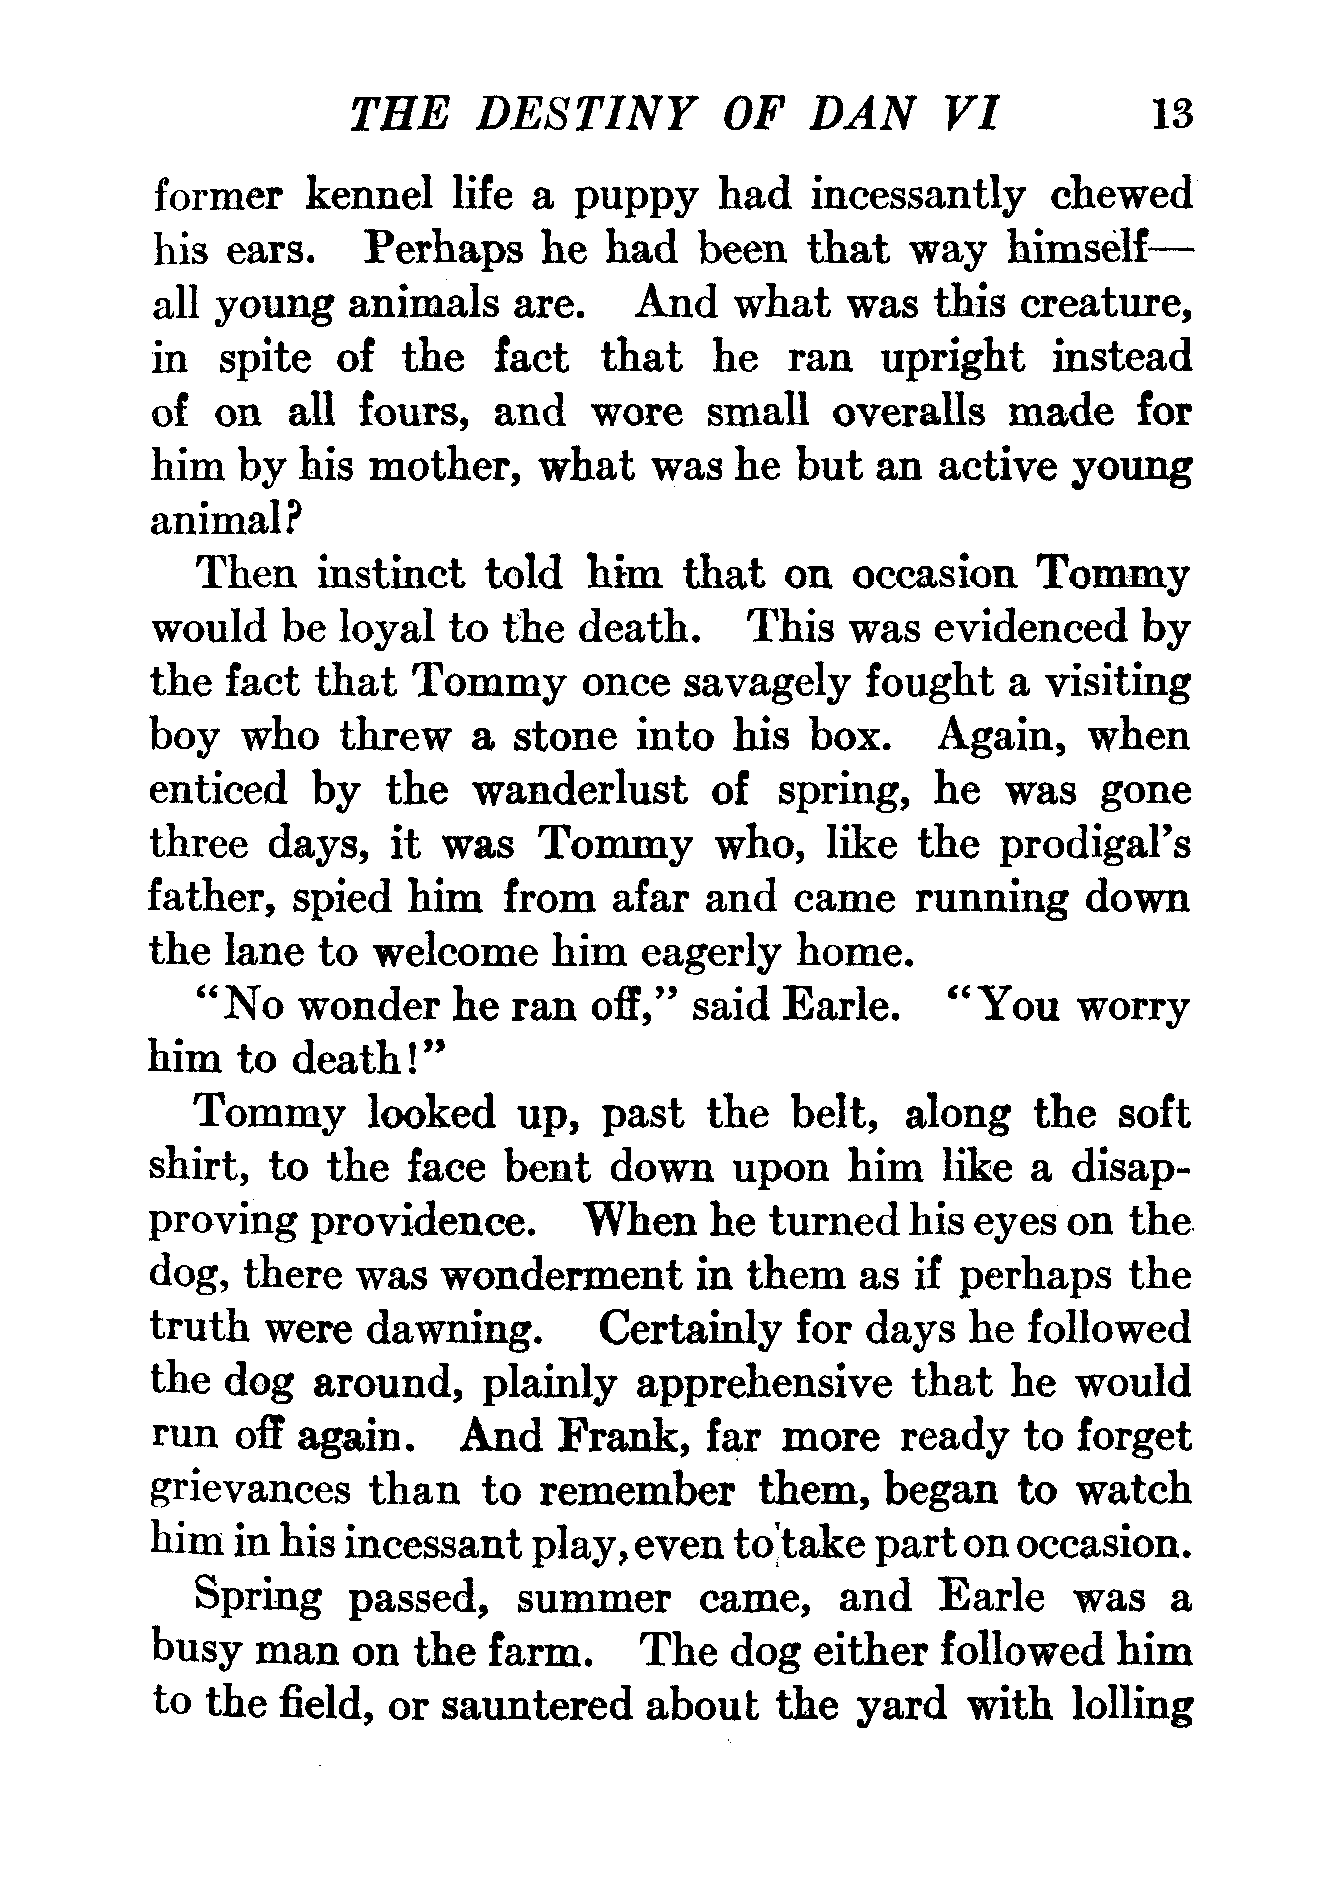 THE DESTINY OF DAN VI 13
former kennel life a puppy had incessantly chewed
his ears. Perhaps he had been that way himself—
all young animals are. And what was this creature,
in spite of the fact that he ran upright instead
of on all fours, and wore small overalls made for
him by his mother, what was he but an active young
animal?
Then instinct told him that on occasion Tommy
would be loyal to the death. This was evidenced by
the fact that Tommy once savagely fought a visiting
boy who threw a stone into his box. Again, when
enticed by the wanderlust of spring, he was gone
three days, it was Tommy who, like the prodigal's
father, spied him from afar and came running down
the lane to welcome him eagerly home.
"No wonder he ran off," said Earle. "You worry
him to death!"
Tommy looked up, past the belt, along the soft
shirt, to the face bent down upon him like a disap-
proving providence. When he turned his eyes on the
dog, there was wonderment in them as if perhaps the
truth were dawning. Certainly for days he followed
the dog around, plainly apprehensive that he would
run off again. And Frank, far more ready to forget
grievances than to remember them, began to watch
him in his incessant play, even to take part on occasion.
Spring passed, summer came, and Earle was a
busy man on the farm. The dog either followed him
to the field, or sauntered about the yard with lolling